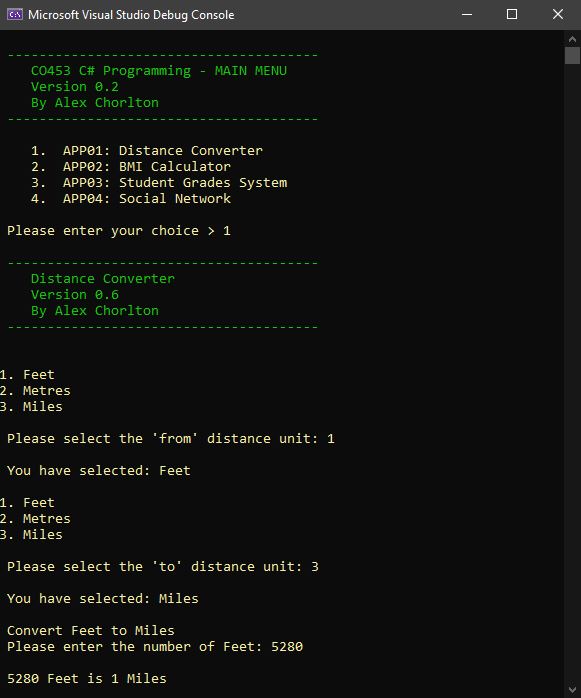 Microsoft Visual Studio Debug Console
---------------------------------------
CO453 C# Programming - MAIN MENU
Version 0.2
By Alex Chorlton
---------------------------------------
1. APP01: Distance Converter
2. APP02: BMI Calculator
3. APP03: Student Grades System
4. APP04: Social Network
Please enter your choice > 1
---------------------------------------
Distance Converter
Version 0.6
By Alex Chorlton
---------------------------------------
1. Feet
2. Metres
3. Miles
Please select the 'from' distance unit: 1
You have selected: Feet
1. Feet
2. Metres
3. Miles
Please select the 'to' distance unit: 3
You have selected: Miles
Convert Feet to Miles
Please enter the number of Feet: 5280
5280 Feet is 1 Miles